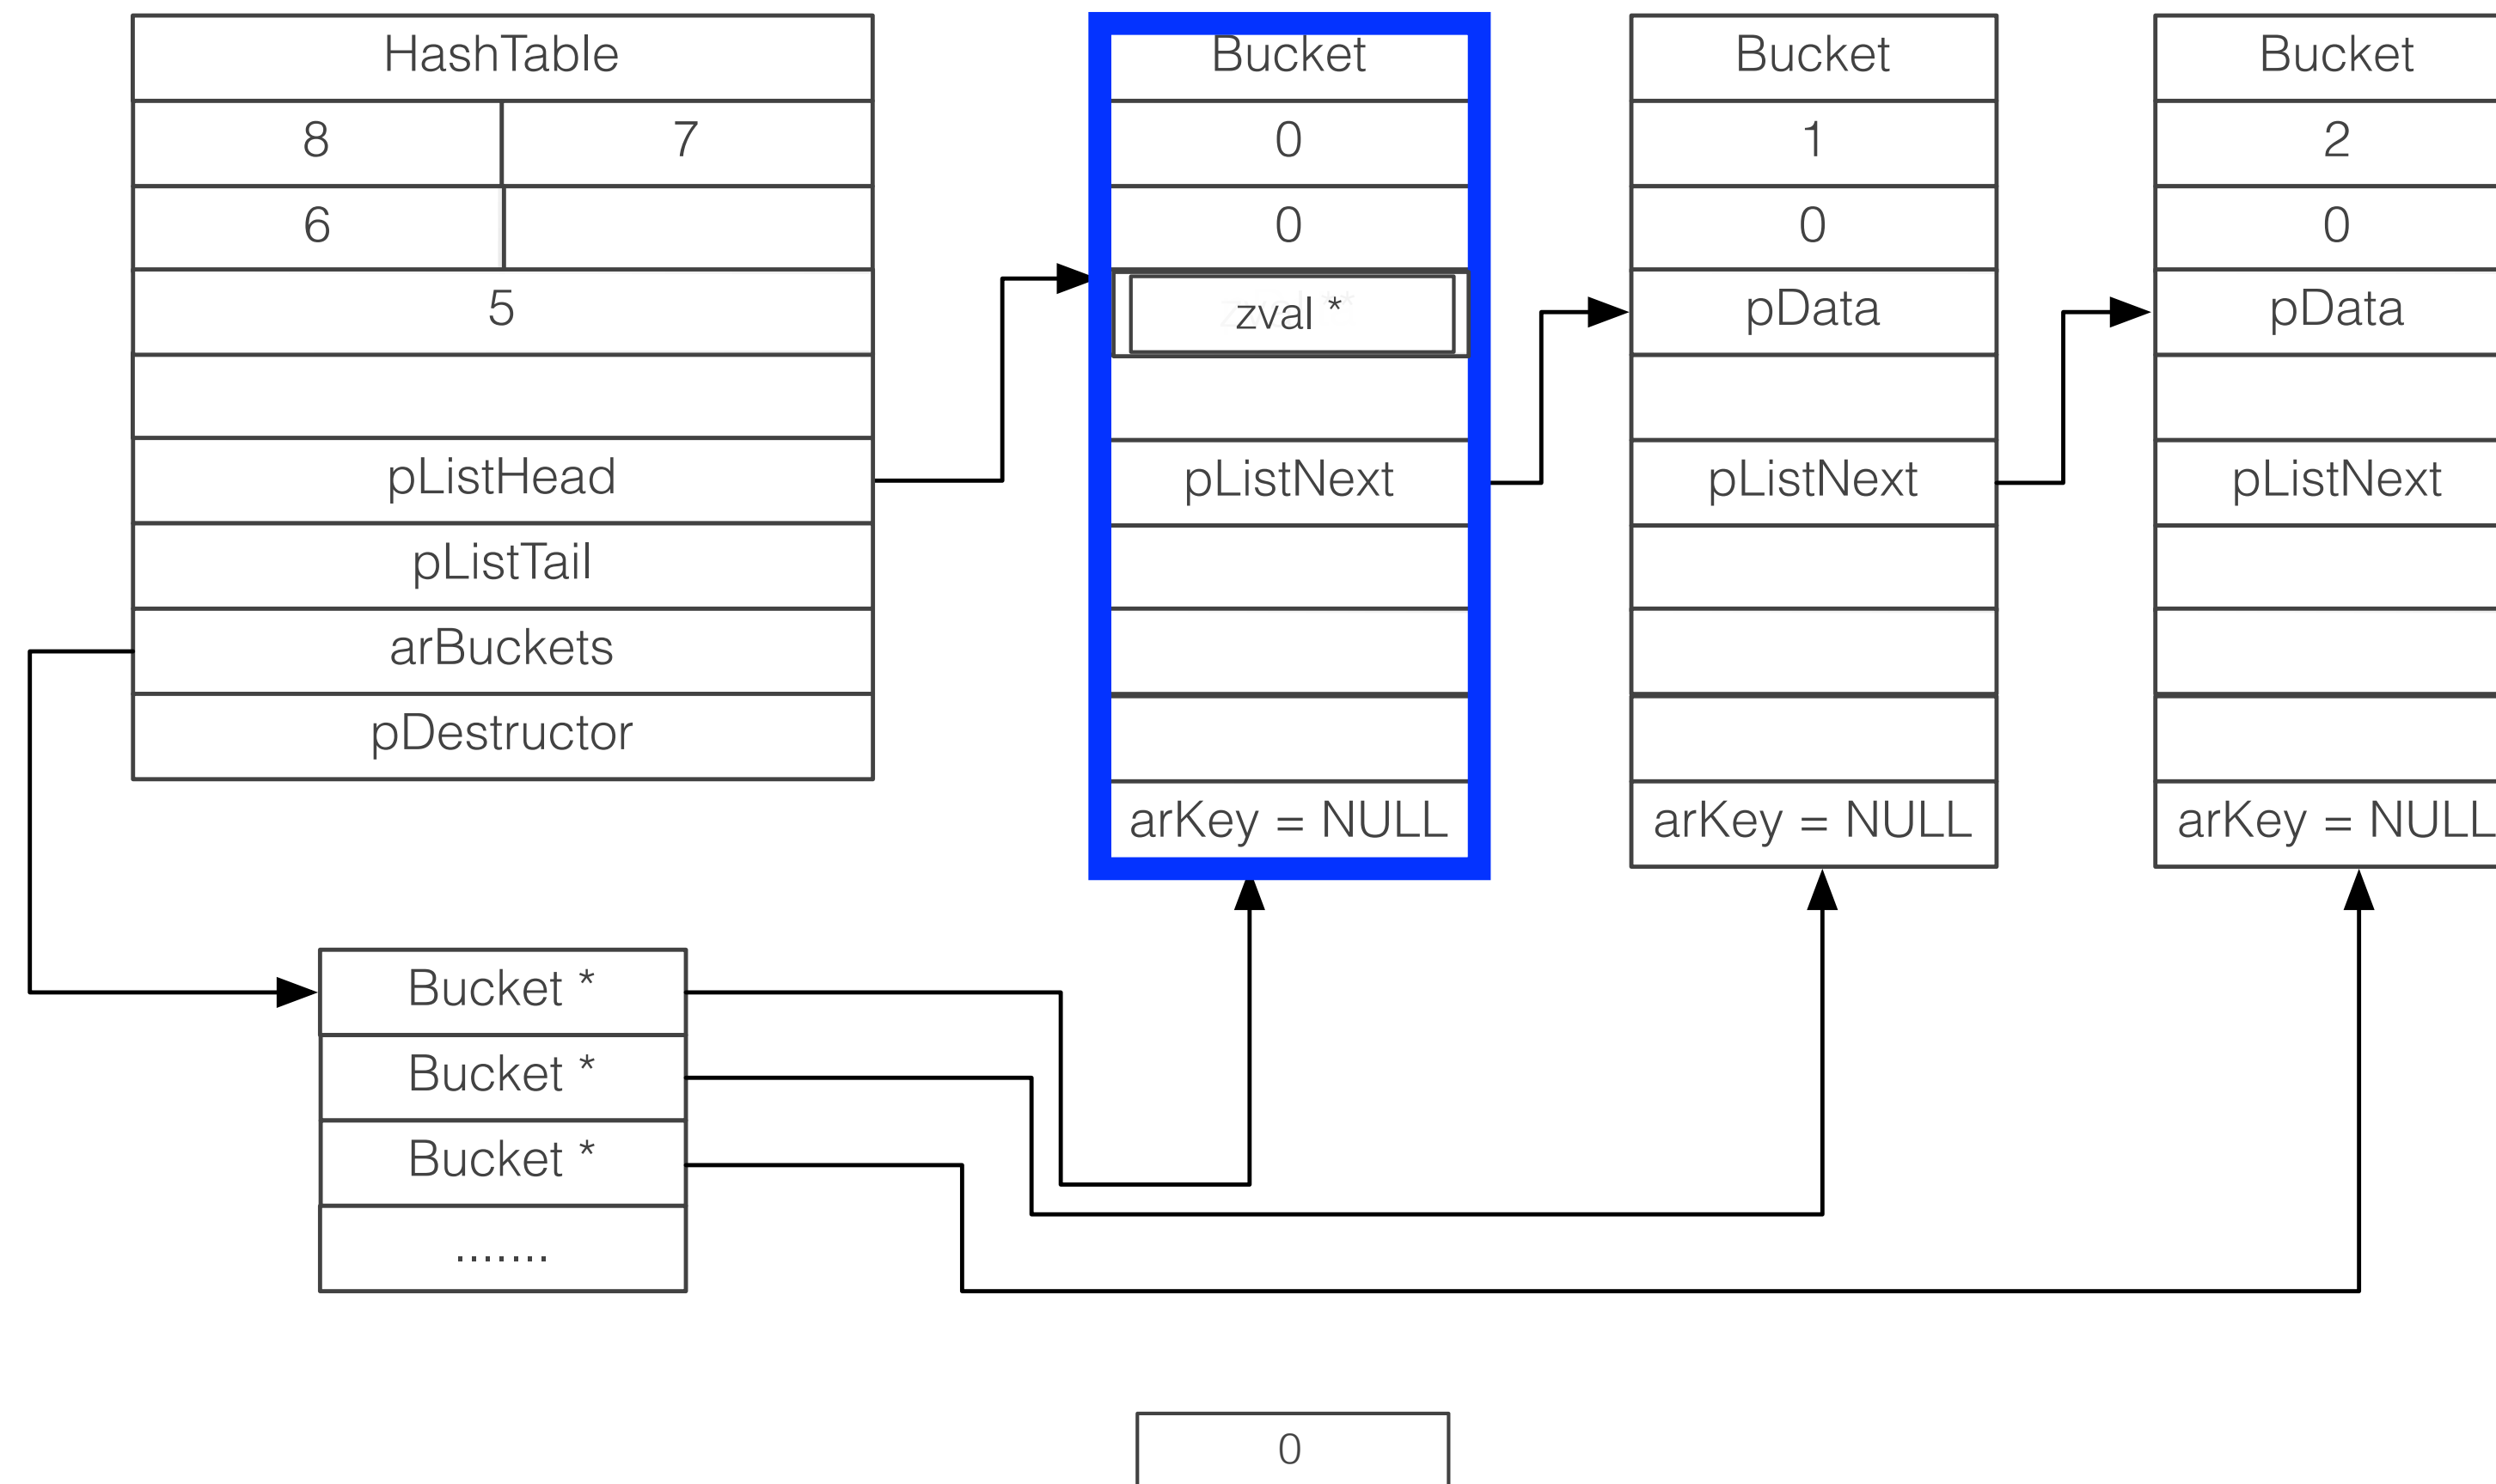 HashTable
8 7
6
5
pListHead
pListTail
arBuckets
pDestructor
Bucket
0
0
zval *
pListNext
arKey = NULL
Bucket
1
0
pData
pListNext
arKey = NULL
Bucket
2
0
pData
pListNext
arKey = NULL
Bucket *
Bucket *
Bucket *
.......
0